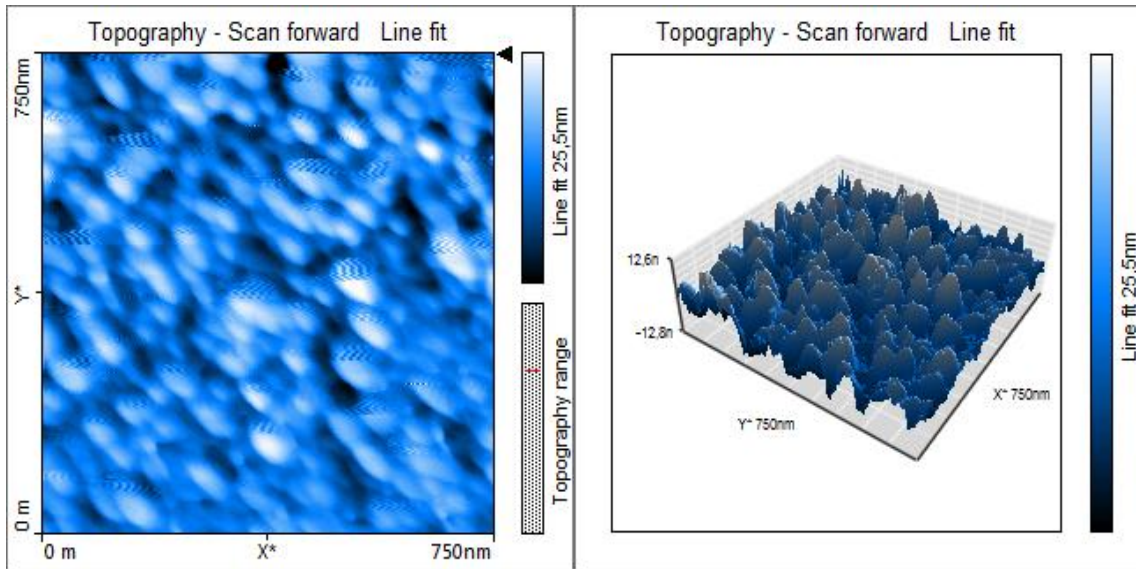 Topography - Scan forward Line fit
750nm
Y*
0 m
0 m
X*
750nm
Line fit 25,5nm
Topography range
Topography - Scan forward Line fit
12,6n
-12,8n
Y* 750nm
X* 750nm
Line fit 25,5nm